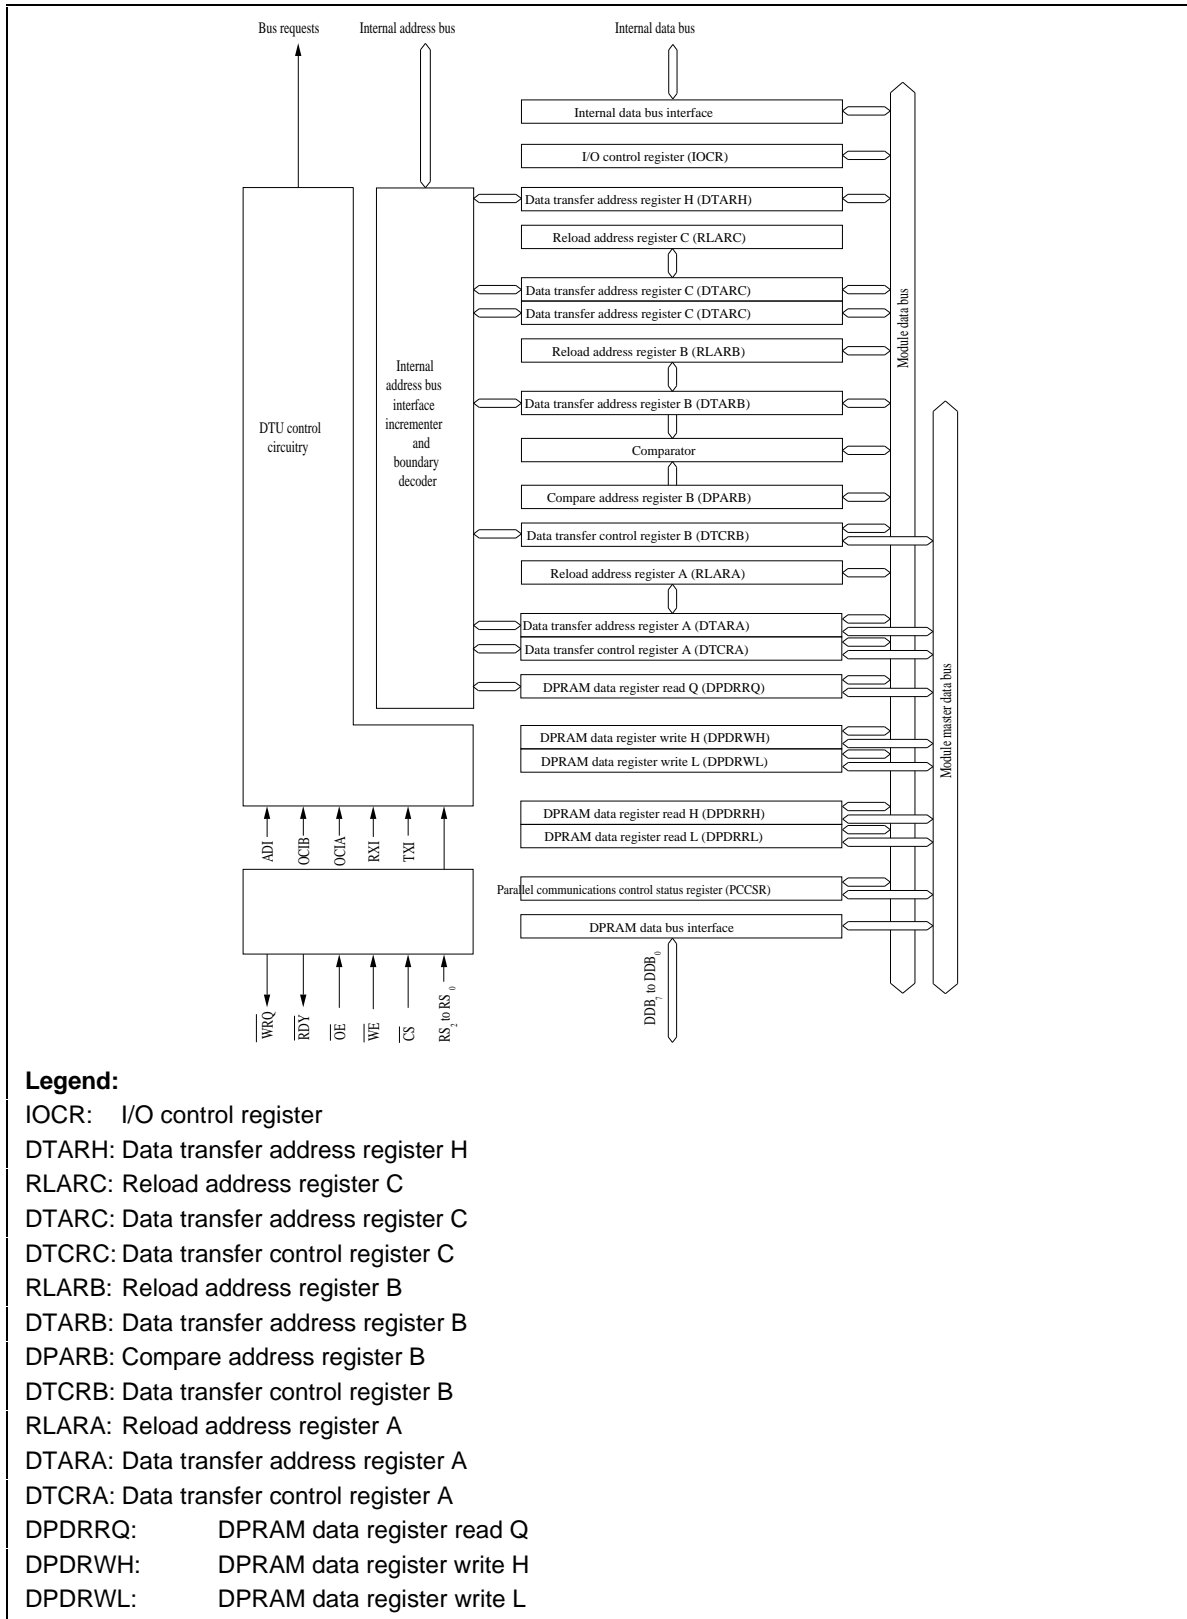 Bus requests
Internal address bus
Internal data bus
Internal data bus interface
I/O control register (IOCR)
Data transfer address register H (DTARH)
Reload address register C (RLARC)
Data transfer address register C (DTARC)
Data transfer address register C (DTARC)
Reload address register B (RLARB)
Data transfer address register B (DTARB)
Comparator
Compare address register B (DPARB)
Data transfer control register B (DTCRB)
Reload address register A (RLARA)
Data transfer address register A (DTARA)
Data transfer control register A (DTCRA)
DPRAM data register read Q (DPDRRQ)
DPRAM data register write H (DPDRWH)
DPRAM data register write L (DPDRWL)
DPRAM data register read H (DPDRRH)
DPRAM data register read L (DPDRRL)
Parallel communications control status register (PCCSR)
DPRAM data bus interface
Module data bus
Module master data bus
DTU control
circuitry
Internal
address bus
interface
incrementer
and
boundary
decoder
ADI
OCIB
OCIA
RXI
TXI
WRQ
RDY
OE
WE
CS
RS2 to RS0
DDB7 to DDB0
Legend:
IOCR: I/O control register
DTARH: Data transfer address register H
RLARC: Reload address register C
DTARC: Data transfer address register C
DTCRC: Data transfer control register C
RLARB: Reload address register B
DTARB: Data transfer address register B
DPARB: Compare address register B
DTCRB: Data transfer control register B
RLARA: Reload address register A
DTARA: Data transfer address register A
DTCRA: Data transfer control register A
DPDRRQ: DPRAM data register read Q
DPDRWH: DPRAM data register write H
DPDRWL: DPRAM data register write L